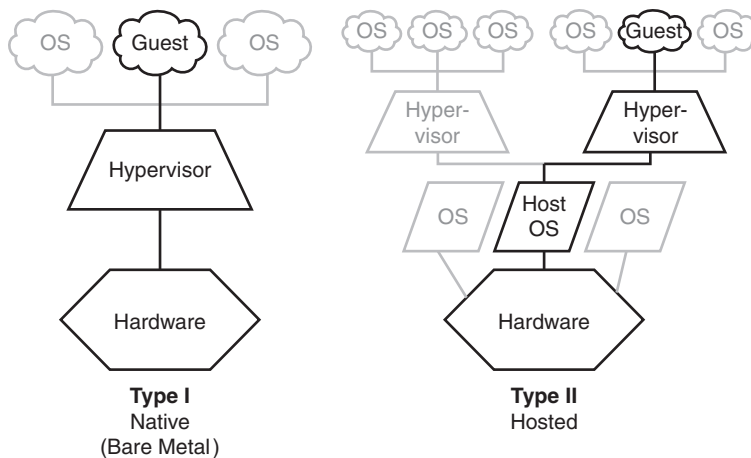 OS
Guest
OS
Hypervisor
Hardware
Type I
Native
(Bare Metal)
OS
OS
OS
OS
Guest
OS
Hyper-
visor
Hyper-
visor
OS
Host
OS
OS
Hardware
Type II
Hosted